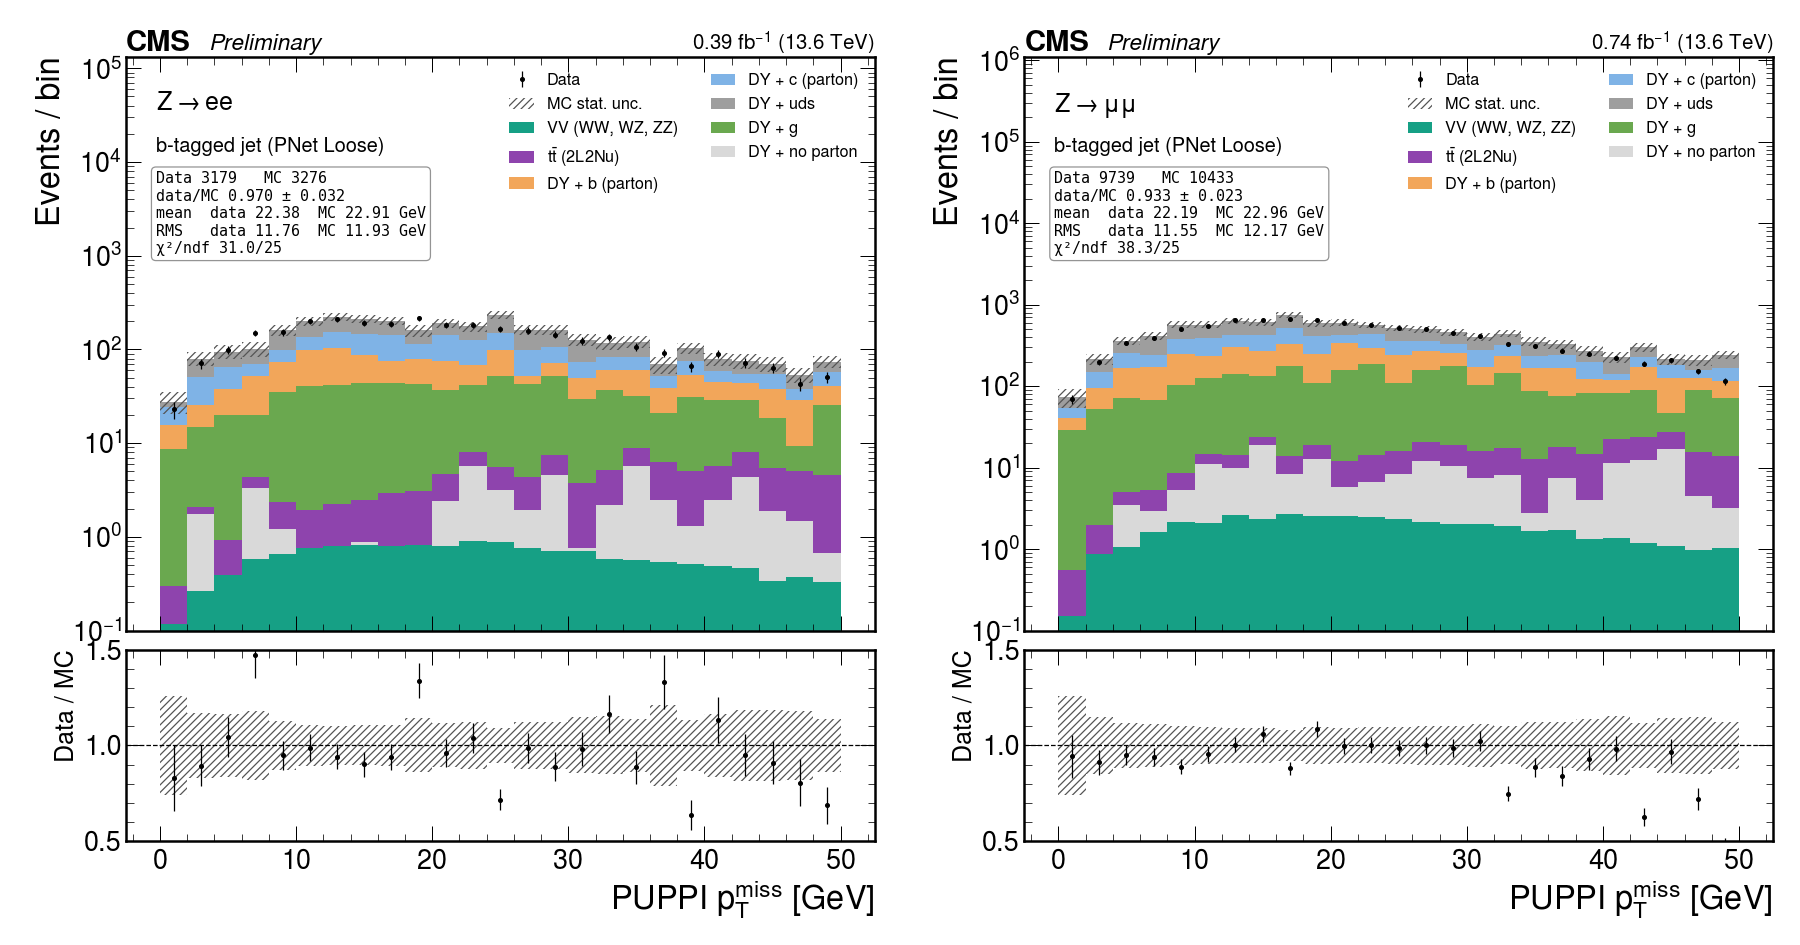 CMS Preliminary 0.39 fb⁻¹ (13.6 TeV)
Events / bin
10⁵
10⁴
10³
10²
10¹
10⁰
10⁻¹
Z → ee
b-tagged jet (PNet Loose)
Data 3179 MC 3276
data/MC 0.970 ± 0.032
mean data 22.38 MC 22.91 GeV
RMS data 11.76 MC 11.93 GeV
χ²/ndf 31.0/25
Data
MC stat. unc.
VV (WW, WZ, ZZ)
tt̄ (2L2Nu)
DY + b (parton)
DY + c (parton)
DY + uds
DY + g
DY + no parton
Data / MC
1.5
1.0
0.5
0 10 20 30 40 50
PUPPI p_T^miss [GeV]
CMS Preliminary 0.74 fb⁻¹ (13.6 TeV)
Events / bin
10⁶
10⁵
10⁴
10³
10²
10¹
10⁰
10⁻¹
Z → μμ
b-tagged jet (PNet Loose)
Data 9739 MC 10433
data/MC 0.933 ± 0.023
mean data 22.19 MC 22.96 GeV
RMS data 11.55 MC 12.17 GeV
χ²/ndf 38.3/25
Data
MC stat. unc.
VV (WW, WZ, ZZ)
tt̄ (2L2Nu)
DY + b (parton)
DY + c (parton)
DY + uds
DY + g
DY + no parton
Data / MC
1.5
1.0
0.5
0 10 20 30 40 50
PUPPI p_T^miss [GeV]